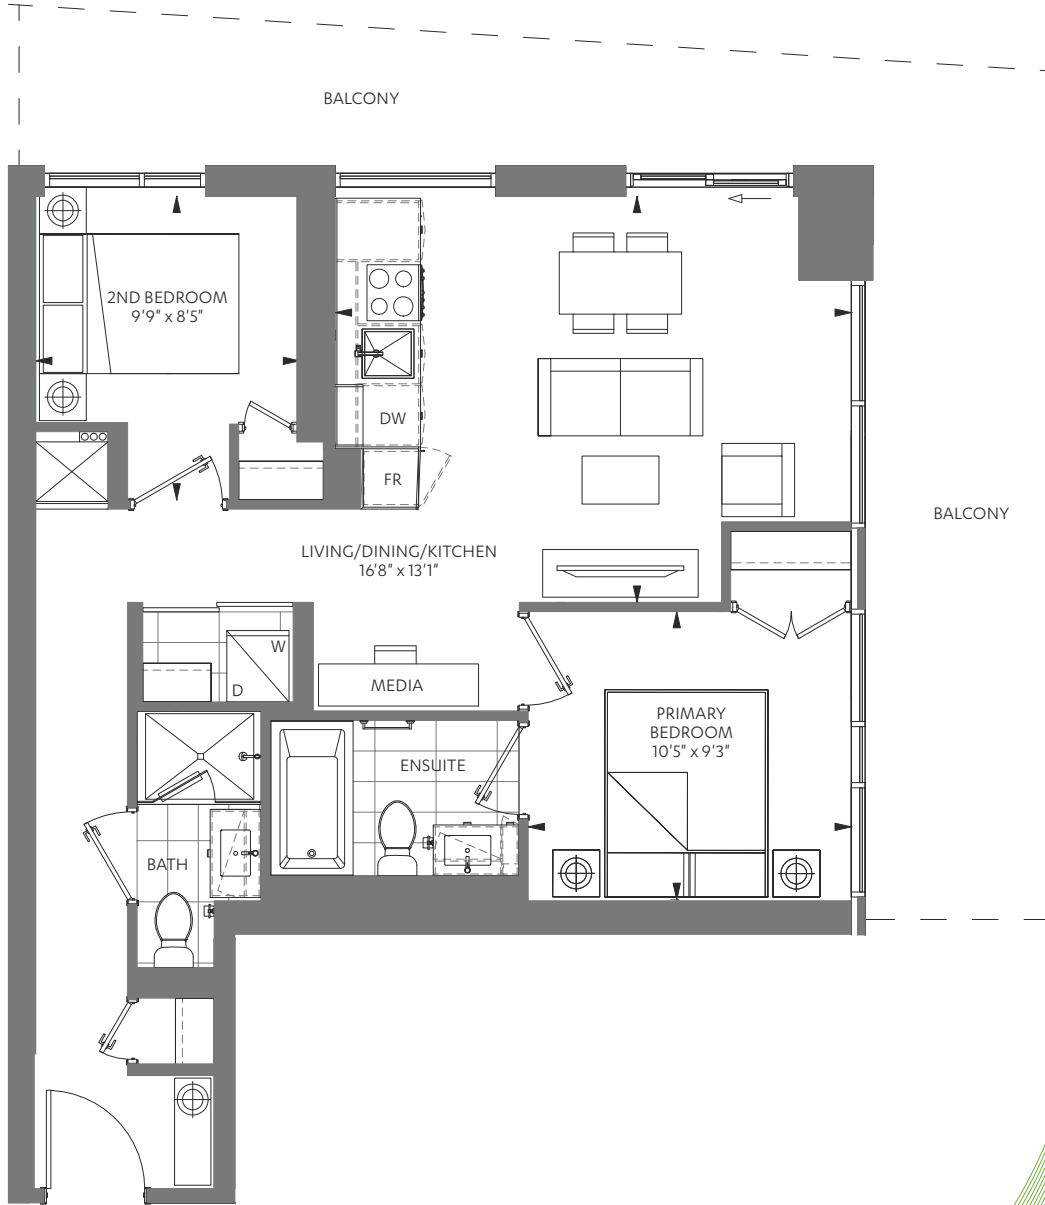 BALCONY
2ND BEDROOM
9'9" x 8'5"
DW
FR
BALCONY
LIVING/DINING/KITCHEN
16'8" x 13'1"
W
D
MEDIA
PRIMARY
BEDROOM
10'5" x 9'3"
ENSUITE
BATH